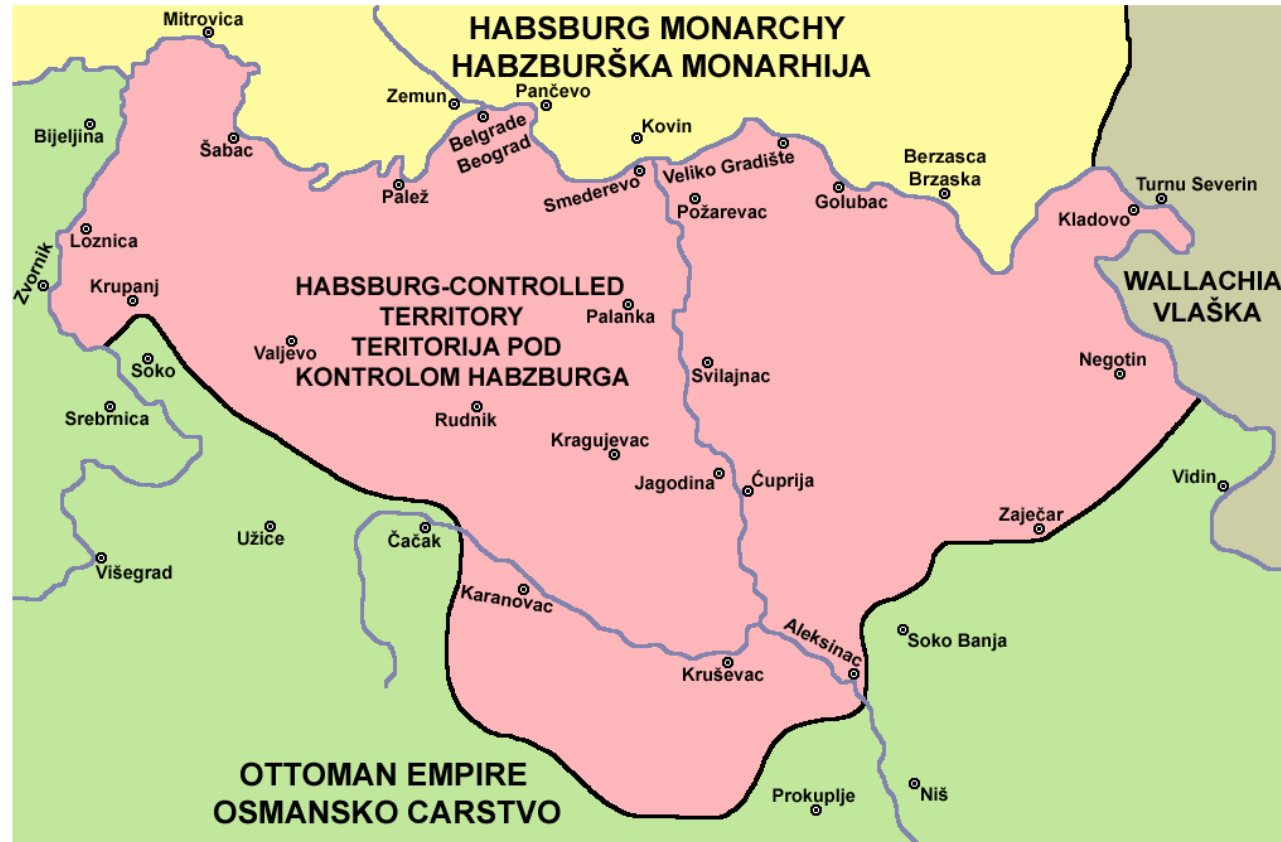 Mitrovica
HABSBURG MONARCHY
HABZBURŠKA MONARHIJA
Zemun
Pančevo
Bijeljina
Šabac
Belgrade
Beograd
Kovin
Palež
Smederevo
Veliko Gradište
Požarevac
Golubac
Berzasca
Brzaska
Turnu Severin
Kladovo
Loznica
Zvornik
Krupanj
HABSBURG-CONTROLLED
TERRITORY
TERITORIJA POD
KONTROLOM HABZBURGA
Palanka
WALLACHIA
VLAŠKA
Soko
Valjevo
Svilajnac
Negotin
Srebrnica
Rudnik
Kragujevac
Jagodina
Ćuprija
Vidin
Zaječar
Užice
Čačak
Višegrad
Karanovac
Aleksinac
Soko Banja
Kruševac
OTTOMAN EMPIRE
OSMANSKO CARSTVO
Prokuplje
Niš